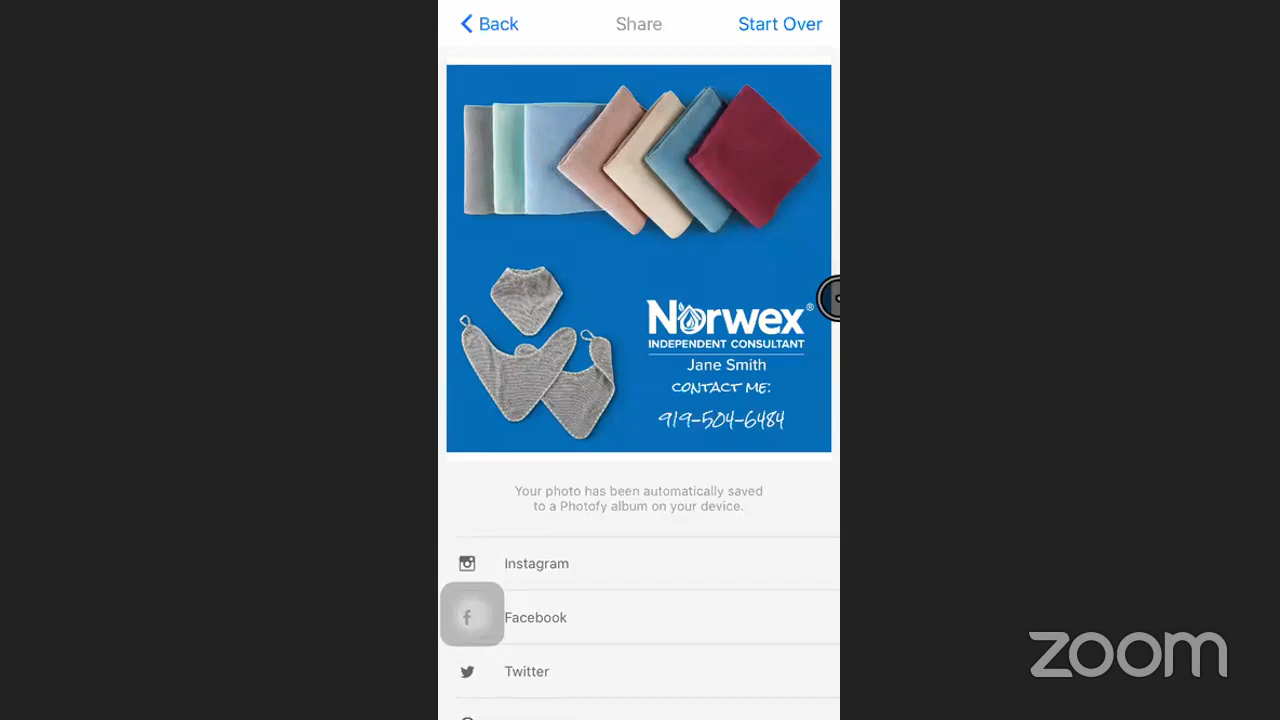 Back
Share
Start Over
Norwex®
INDEPENDENT CONSULTANT
Jane Smith
CONTACT ME:
919-504-6484
Your photo has been automatically saved
to a Photofy album on your device.
Instagram
Facebook
Twitter
zoom